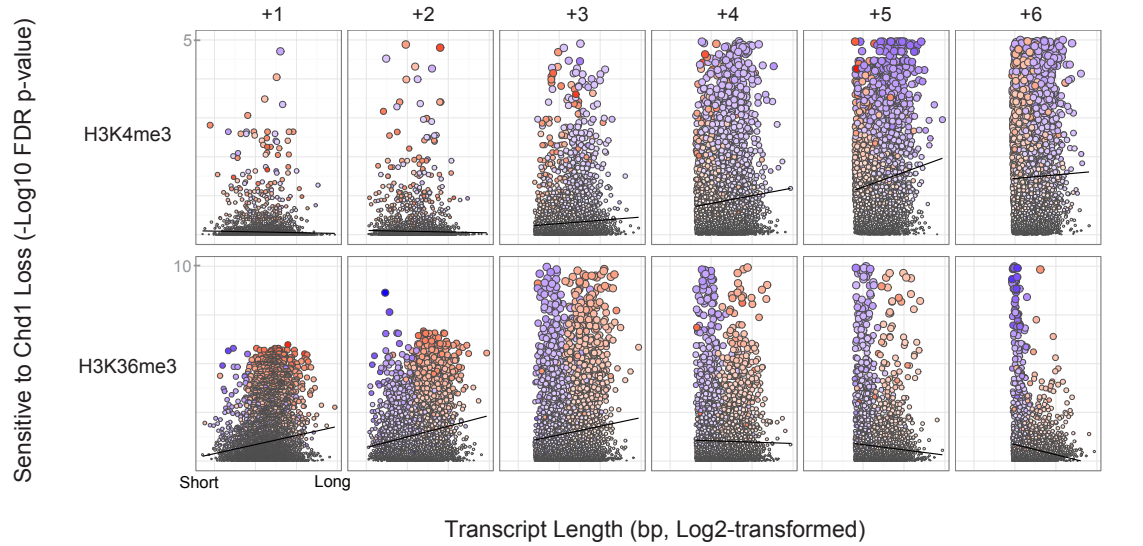 +1 +2 +3 +4 +5 +6
Sensitive to Chd1 Loss (-Log10 FDR p-value)
5
H3K4me3
10
H3K36me3
Short Long
Transcript Length (bp, Log2-transformed)